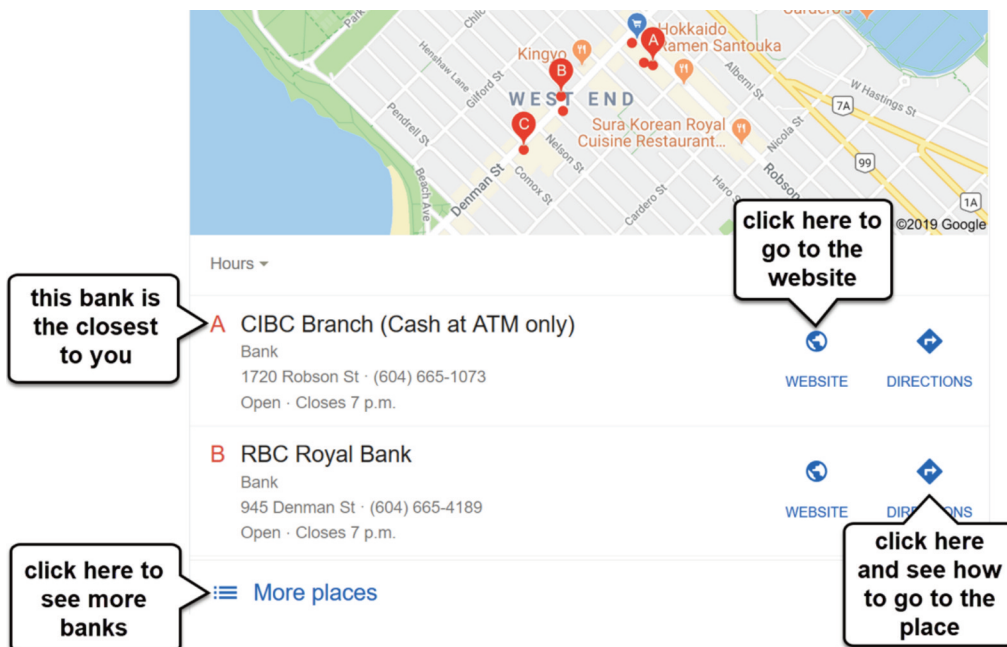 Cardero's
Chilco
Hokkaido
Ramen Santouka
A
Kingyo
Henshaw Lane
Gilford St
B
Alberni St
W Hastings St
7A
WEST END
Pendrell St
C
Sura Korean Royal
Cuisine Restaurant...
Nicola St
Nelson St
99
Beach Ave
Comox St
Denman St
Cardero St
Haro St
Robson
1A
©2019 Google
click here to
go to the
website
Hours
this bank is
the closest
to you
A CIBC Branch (Cash at ATM only)
Bank
1720 Robson St · (604) 665-1073
Open · Closes 7 p.m.
WEBSITE DIRECTIONS
B RBC Royal Bank
Bank
945 Denman St · (604) 665-4189
Open · Closes 7 p.m.
WEBSITE DIRECTIONS
click here
and see how
to go to the
place
click here to
see more
banks
More places